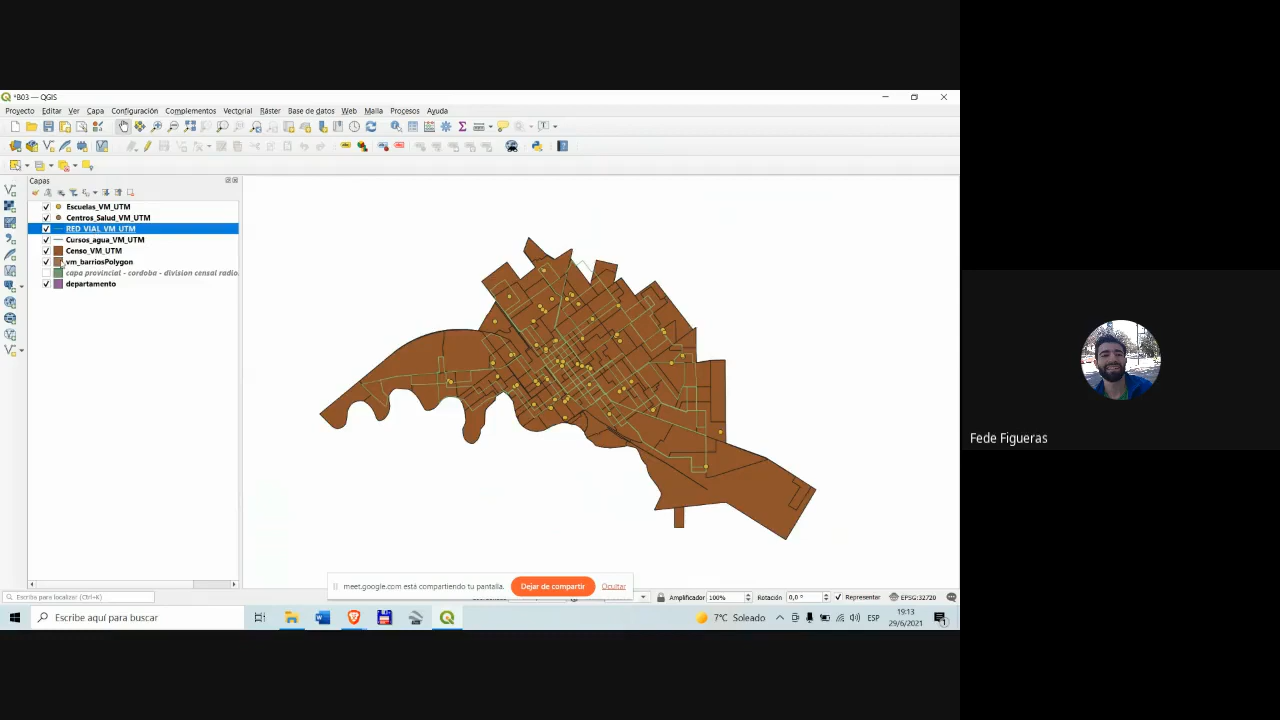 *B03 — QGIS
Proyecto Editar Ver Capa Configuración Complementos Vectorial Ráster Base de datos Web Malla Procesos Ayuda
Capas
Escuelas_VM_UTM
Centros_Salud_VM_UTM
RED_VIAL_VM_UTM
Cursos_agua_VM_UTM
Censo_VM_UTM
vm_barriosPolygon
capa provincial - cordoba - division censal radio.
departamento
Fede Figueras
meet.google.com está compartiendo tu pantalla. Dejar de compartir Ocultar
Escriba para localizar (Ctrl+K) Amplificador 100% Rotación 0,0 ° Representar EPSG:32720
Escribe aquí para buscar 7°C Soleado ESP 19:13
29/6/2021